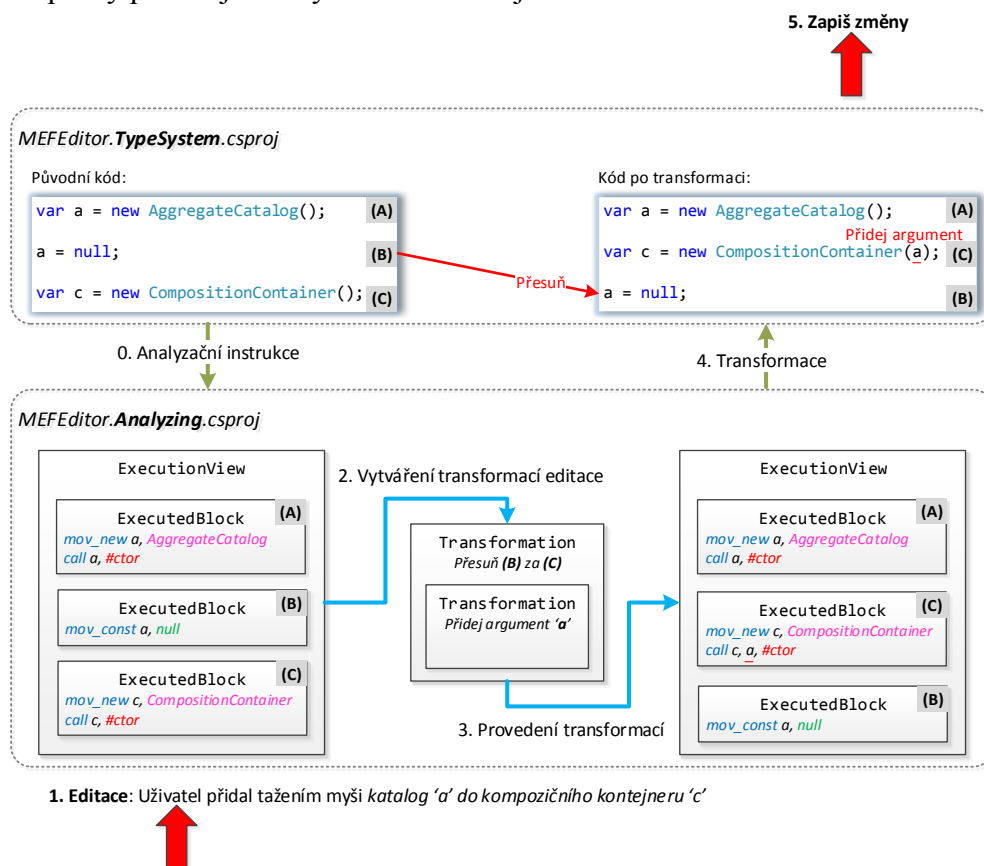 5. Zapiš změny
MEFEditor.TypeSystem.csproj
Původní kód:
var a = new AggregateCatalog(); (A)
a = null; (B)
var c = new CompositionContainer(); (C)
Přesuň
Kód po transformaci:
var a = new AggregateCatalog(); (A)
Přidej argument
var c = new CompositionContainer(a); (C)
a = null; (B)
0. Analyzační instrukce
4. Transformace
MEFEditor.Analyzing.csproj
ExecutionView
ExecutedBlock (A)
mov_new a, AggregateCatalog
call a, #ctor
ExecutedBlock (B)
mov_const a, null
ExecutedBlock (C)
mov_new c, CompositionContainer
call c, #ctor
2. Vytváření transformací editace
Transformation
Přesuň (B) za (C)
Transformation
Přidej argument ‘a’
3. Provedení transformací
ExecutionView
ExecutedBlock (A)
mov_new a, AggregateCatalog
call a, #ctor
ExecutedBlock (C)
mov_new c, CompositionContainer
call c, a, #ctor
ExecutedBlock (B)
mov_const a, null
1. Editace: Uživatel přidal tažením myši katalog ‘a’ do kompozičního kontejneru ‘c’